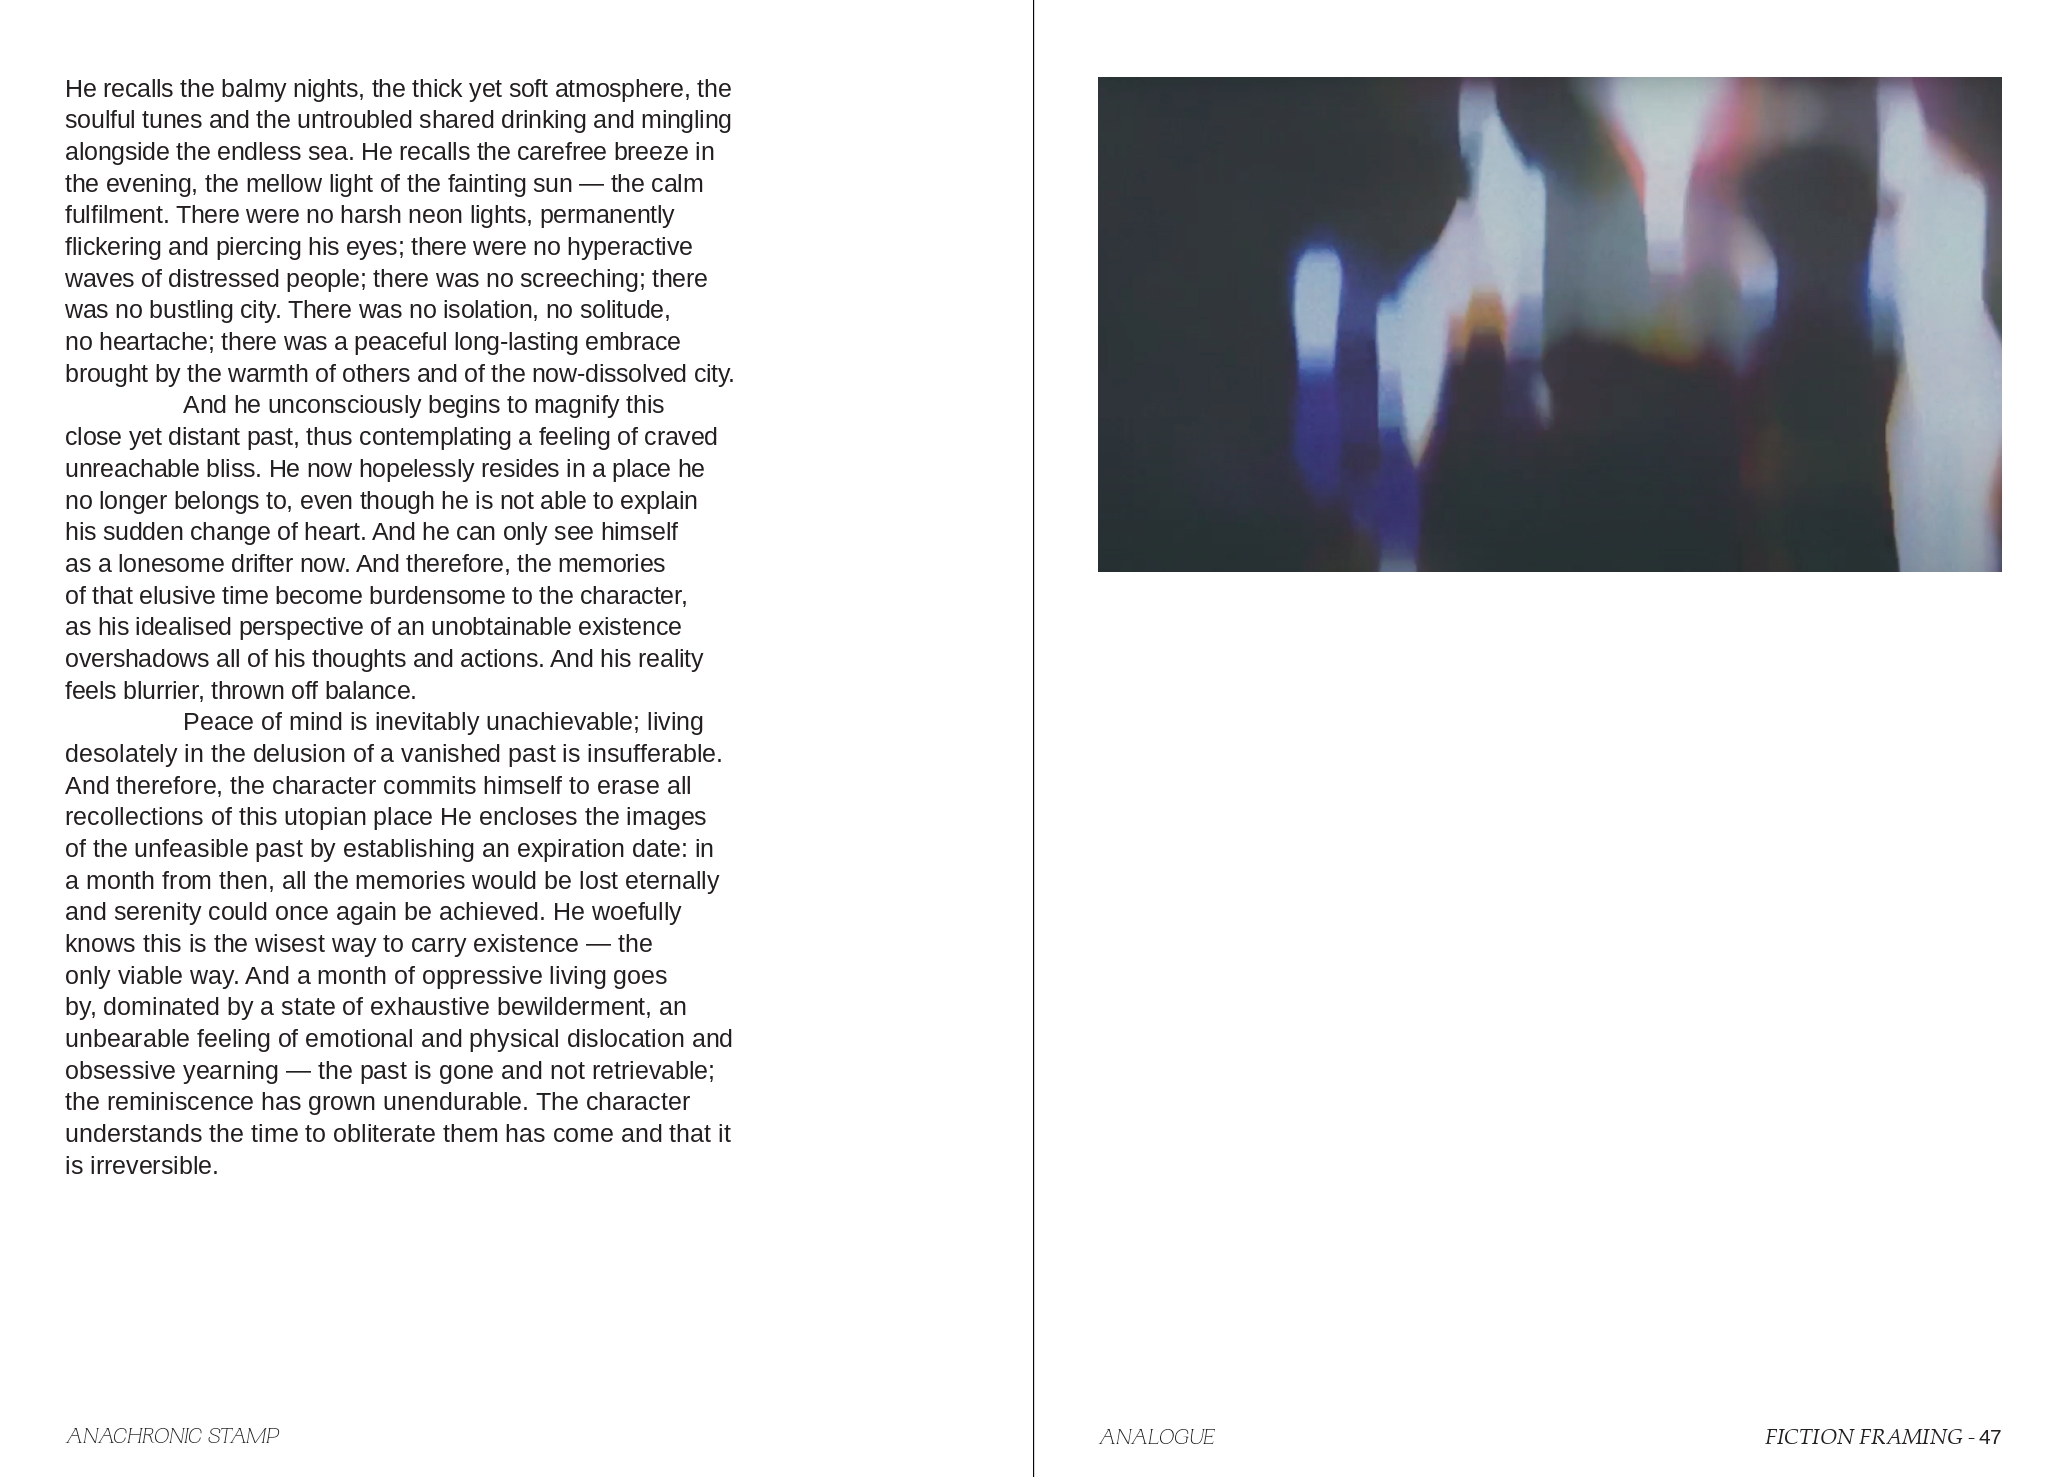 He recalls the balmy nights, the thick yet soft atmosphere, the
soulful tunes and the untroubled shared drinking and mingling
alongside the endless sea. He recalls the carefree breeze in
the evening, the mellow light of the fainting sun — the calm
fulfilment. There were no harsh neon lights, permanently
flickering and piercing his eyes; there were no hyperactive
waves of distressed people; there was no screeching; there
was no bustling city. There was no isolation, no solitude,
no heartache; there was a peaceful long-lasting embrace
brought by the warmth of others and of the now-dissolved city.
And he unconsciously begins to magnify this
close yet distant past, thus contemplating a feeling of craved
unreachable bliss. He now hopelessly resides in a place he
no longer belongs to, even though he is not able to explain
his sudden change of heart. And he can only see himself
as a lonesome drifter now. And therefore, the memories
of that elusive time become burdensome to the character,
as his idealised perspective of an unobtainable existence
overshadows all of his thoughts and actions. And his reality
feels blurrier, thrown off balance.
Peace of mind is inevitably unachievable; living
desolately in the delusion of a vanished past is insufferable.
And therefore, the character commits himself to erase all
recollections of this utopian place He encloses the images
of the unfeasible past by establishing an expiration date: in
a month from then, all the memories would be lost eternally
and serenity could once again be achieved. He woefully
knows this is the wisest way to carry existence — the
only viable way. And a month of oppressive living goes
by, dominated by a state of exhaustive bewilderment, an
unbearable feeling of emotional and physical dislocation and
obsessive yearning — the past is gone and not retrievable;
the reminiscence has grown unendurable. The character
understands the time to obliterate them has come and that it
is irreversible.
ANACHRONIC STAMP
ANALOGUE
FICTION FRAMING - 47